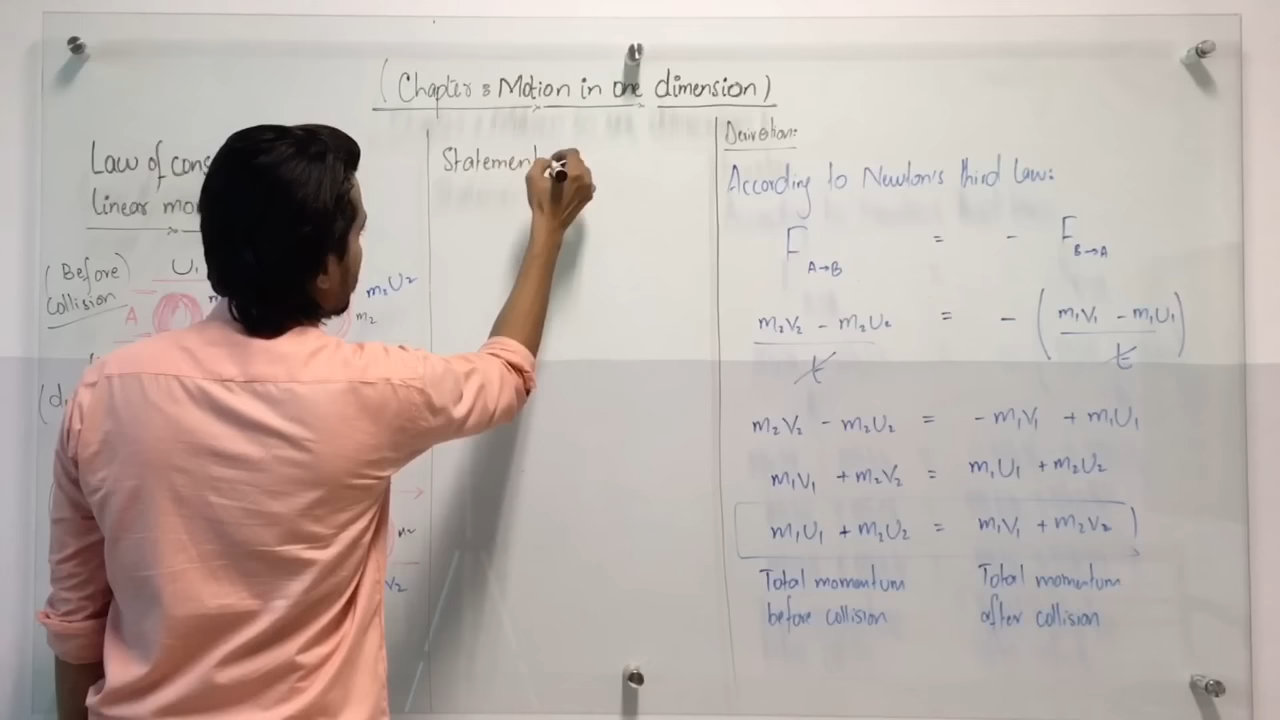 (Chapter : Motion in one dimension)
Law of cons
linear mo
(Before)
collision
U₁
A
m₂U₂
m₂
(d
m₂
V₂
Statement
Derivation:
According to Newton's third law:
F A→B = - F B→A
m₂V₂ - m₂U₂ / t = - ( m₁V₁ - m₁U₁ / t )
m₂V₂ - m₂U₂ = - m₁V₁ + m₁U₁
m₁V₁ + m₂V₂ = m₁U₁ + m₂U₂
m₁U₁ + m₂U₂ = m₁V₁ + m₂V₂
Total momentum Total momentum
before collision after collision